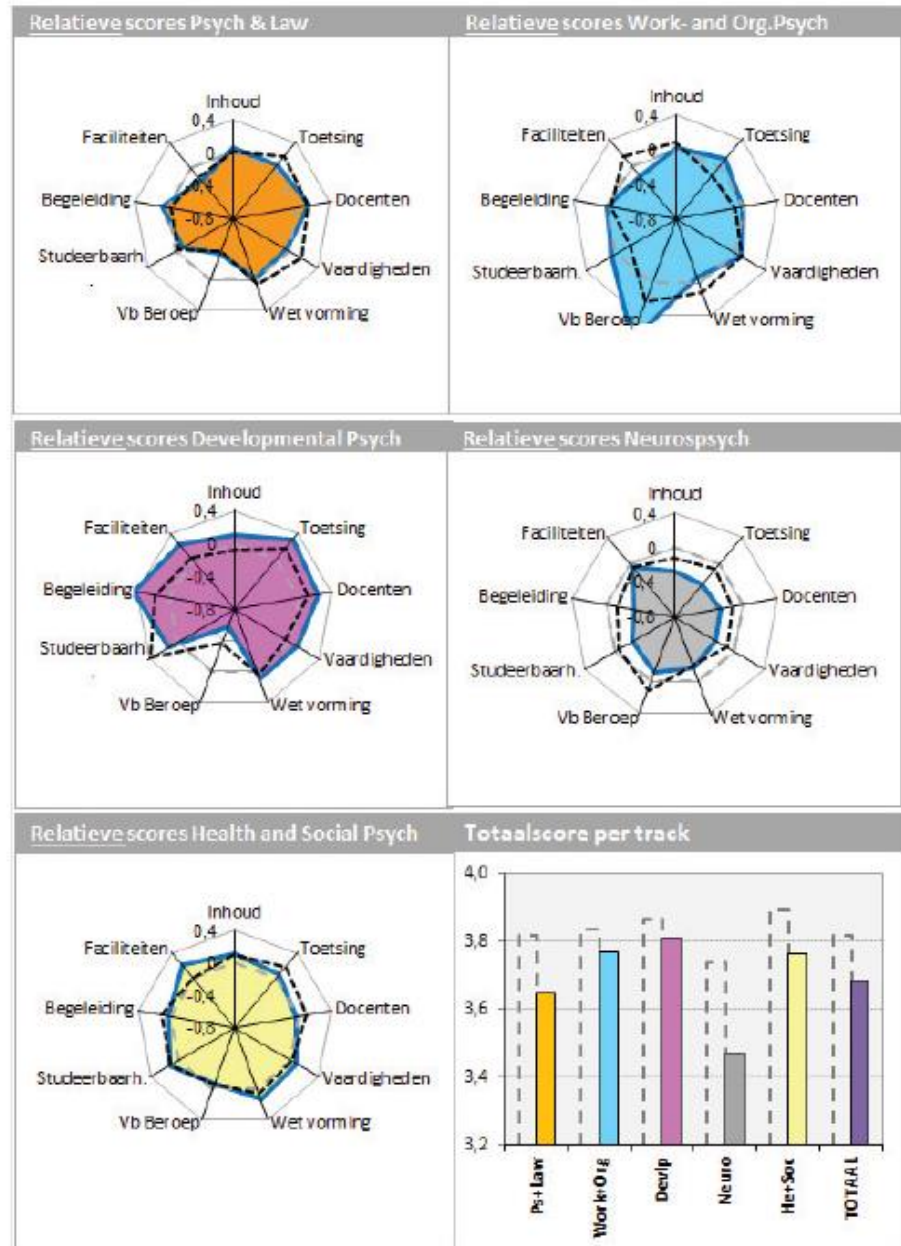 Relatieve scores Psych & Law
Inhoud
0,4
Toetsing
0
Docenten
-0,4
Vaardigheden
-0,8
Wet vorming
Vb Beroep
Studeerbaarh.
Begeleiding
Faciliteiten
Relatieve scores Work- and Org.Psych
Inhoud
0,4
Toetsing
0
Docenten
-0,4
Vaardigheden
-0,8
Wet vorming
Vb Beroep
Studeerbaarh.
Begeleiding
Faciliteiten
Relatieve scores Developmental Psych
Inhoud
0,4
Toetsing
0
Docenten
-0,4
Vaardigheden
-0,8
Wet vorming
Vb Beroep
Studeerbaarh.
Begeleiding
Faciliteiten
Relatieve scores Neurospsych
Inhoud
0,4
Toetsing
0
Docenten
-0,4
Vaardigheden
-0,8
Wet vorming
Vb Beroep
Studeerbaarh.
Begeleiding
Faciliteiten
Relatieve scores Health and Social Psych
Inhoud
0,4
Toetsing
0
Docenten
-0,4
Vaardigheden
-0,8
Wet vorming
Vb Beroep
Studeerbaarh.
Begeleiding
Faciliteiten
Totaalscore per track
4,0
3,8
3,6
3,4
3,2
Ps+Law
Work+Org
Devlp
Neuro
He+Soc
TOTAAL